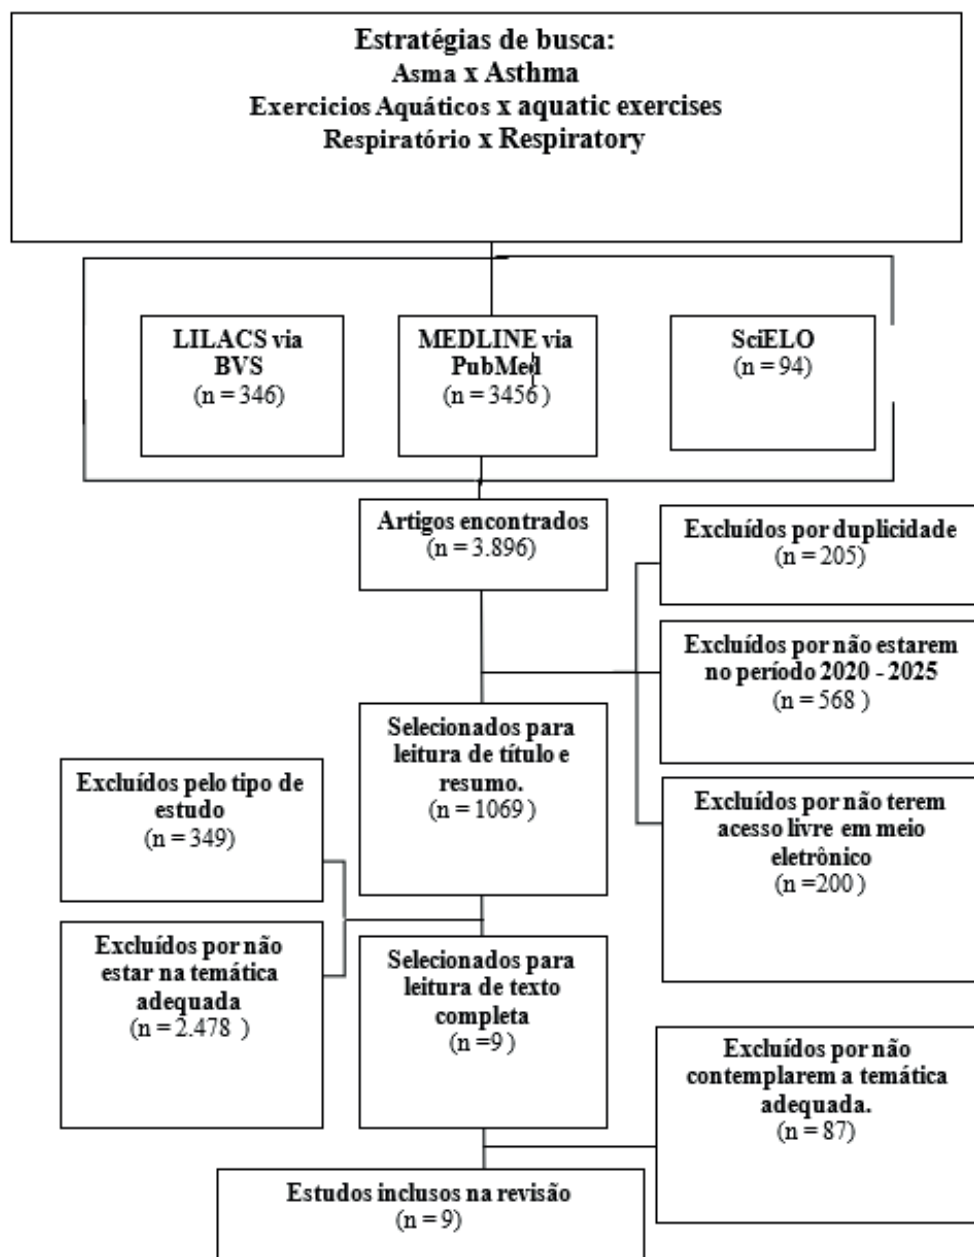 Estratégias de busca:
Asma x Asthma
Exercicios Aquáticos x aquatic exercises
Respiratório x Respiratory
LILACS via
BVS
(n = 346)
MEDLINE via
PubMed
(n = 3456 )
SciELO
(n = 94)
Artigos encontrados
(n = 3.896)
Excluídos por duplicidade
(n = 205)
Excluídos por não estarem
no período 2020 - 2025
(n = 568 )
Selecionados para
leitura de título e
resumo.
(n = 1069 )
Excluídos por não terem
acesso livre em meio
eletrônico
(n =200 )
Excluídos pelo tipo de
estudo
(n = 349)
Excluídos por não
estar na temática
adequada
(n = 2.478 )
Selecionados para
leitura de texto
completa
(n =9 )
Excluídos por não
contemplarem a temática
adequada.
(n = 87)
Estudos inclusos na revisão
(n = 9)